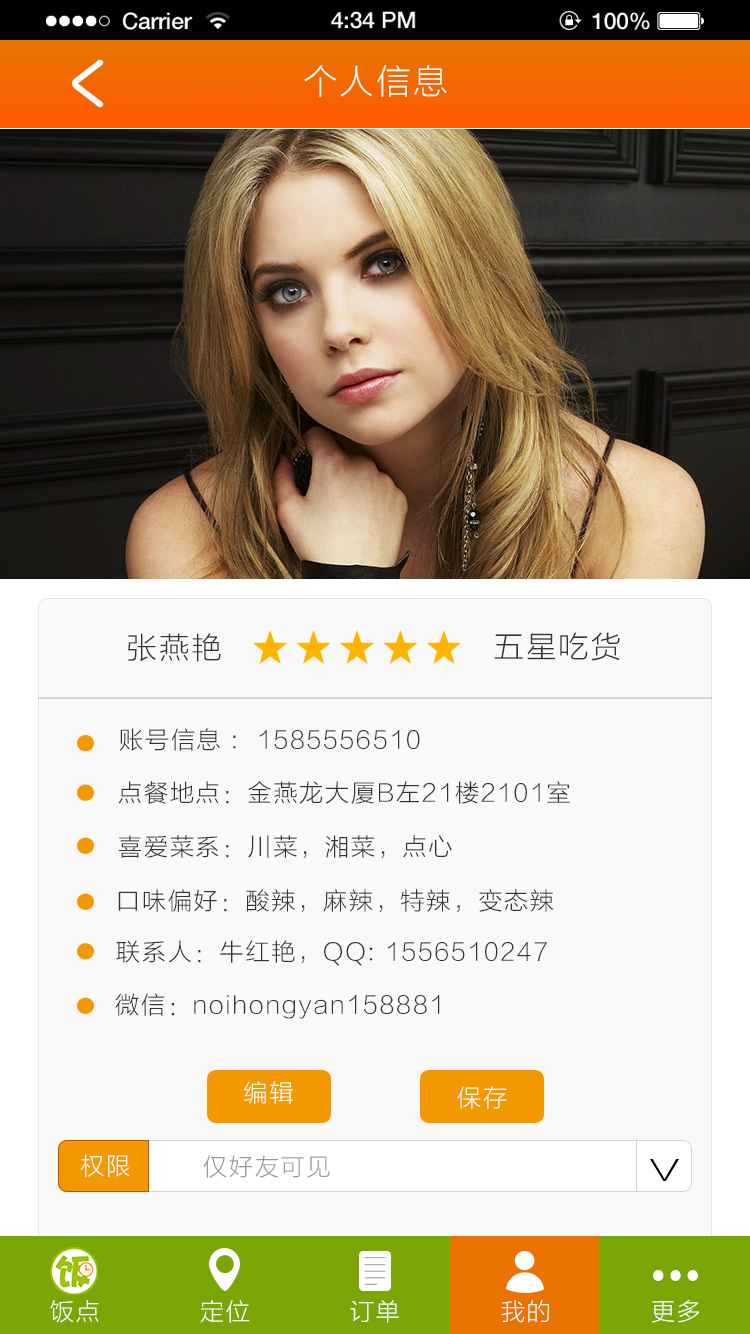 Carrier 4:34 PM 100%
个人信息
张燕艳 五星吃货
账号信息： 1585556510
点餐地点：金燕龙大厦B左21楼2101室
喜爱菜系：川菜，湘菜，点心
口味偏好：酸辣，麻辣，特辣，变态辣
联系人：牛红艳，QQ: 1556510247
微信：noihongyan158881
编辑 保存
权限 仅好友可见
饭
饭点 定位 订单 我的 更多